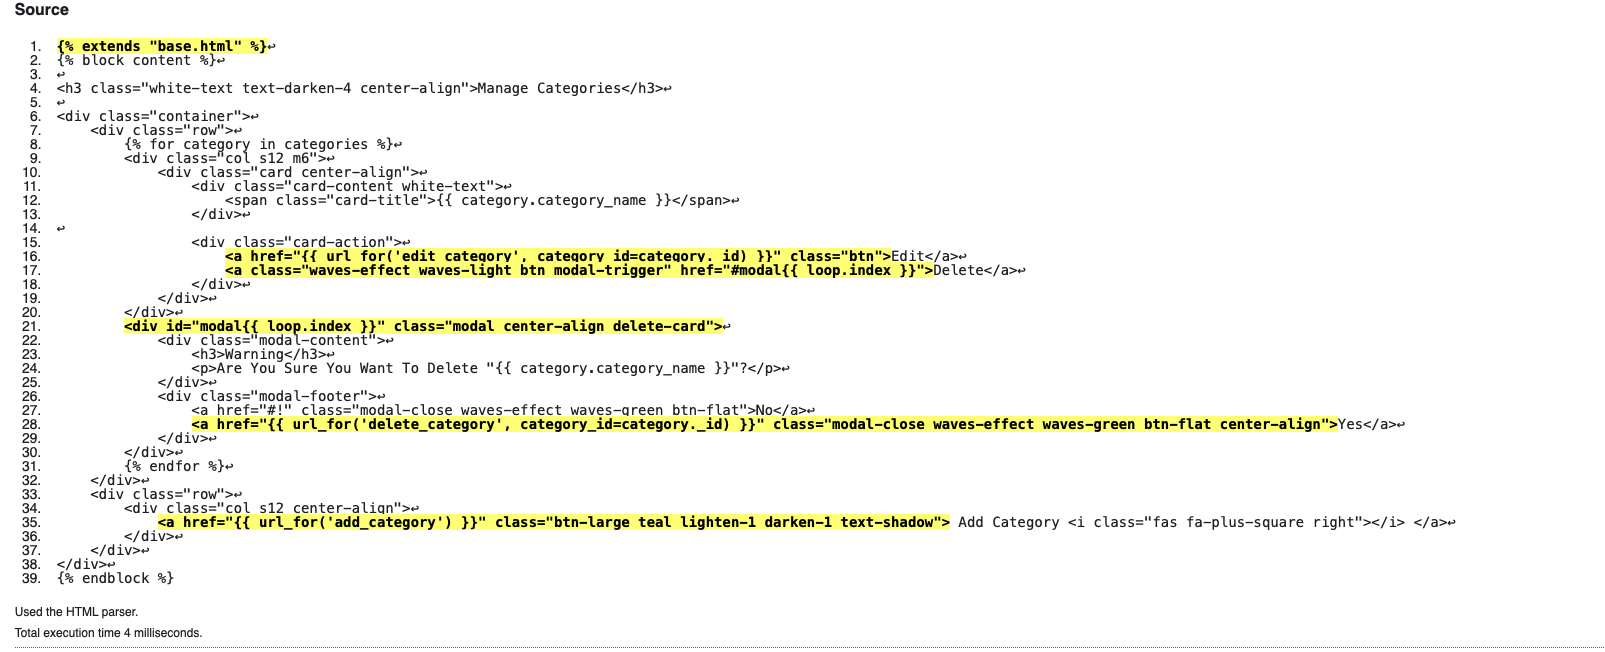 Source
1. {% extends "base.html" %}↩
2. {% block content %}↩
3. ↩
4. <h3 class="white-text text-darken-4 center-align">Manage Categories</h3>↩
5. ↩
6. <div class="container">↩
7. <div class="row">↩
8. {% for category in categories %}↩
9. <div class="col s12 m6">↩
10. <div class="card center-align">↩
11. <div class="card-content white-text">↩
12. <span class="card-title">{{ category.category_name }}</span>↩
13. </div>↩
14. ↩
15. <div class="card-action">↩
16. <a href="{{ url_for('edit_category', category_id=category._id) }}" class="btn">Edit</a>↩
17. <a class="waves-effect waves-light btn modal-trigger" href="#modal{{ loop.index }}">Delete</a>↩
18. </div>↩
19. </div>↩
20. </div>↩
21. <div id="modal{{ loop.index }}" class="modal center-align delete-card">↩
22. <div class="modal-content">↩
23. <h3>Warning</h3>↩
24. <p>Are You Sure You Want To Delete "{{ category.category_name }}"?</p>↩
25. </div>↩
26. <div class="modal-footer">↩
27. <a href="#!" class="modal-close waves-effect waves-green btn-flat">No</a>↩
28. <a href="{{ url_for('delete_category', category_id=category._id) }}" class="modal-close waves-effect waves-green btn-flat center-align">Yes</a>↩
29. </div>↩
30. </div>↩
31. {% endfor %}↩
32. </div>↩
33. <div class="row">↩
34. <div class="col s12 center-align">↩
35. <a href="{{ url_for('add_category') }}" class="btn-large teal lighten-1 darken-1 text-shadow"> Add Category <i class="fas fa-plus-square right"></i> </a>↩
36. </div>↩
37. </div>↩
38. </div>↩
39. {% endblock %}
Used the HTML parser.
Total execution time 4 milliseconds.